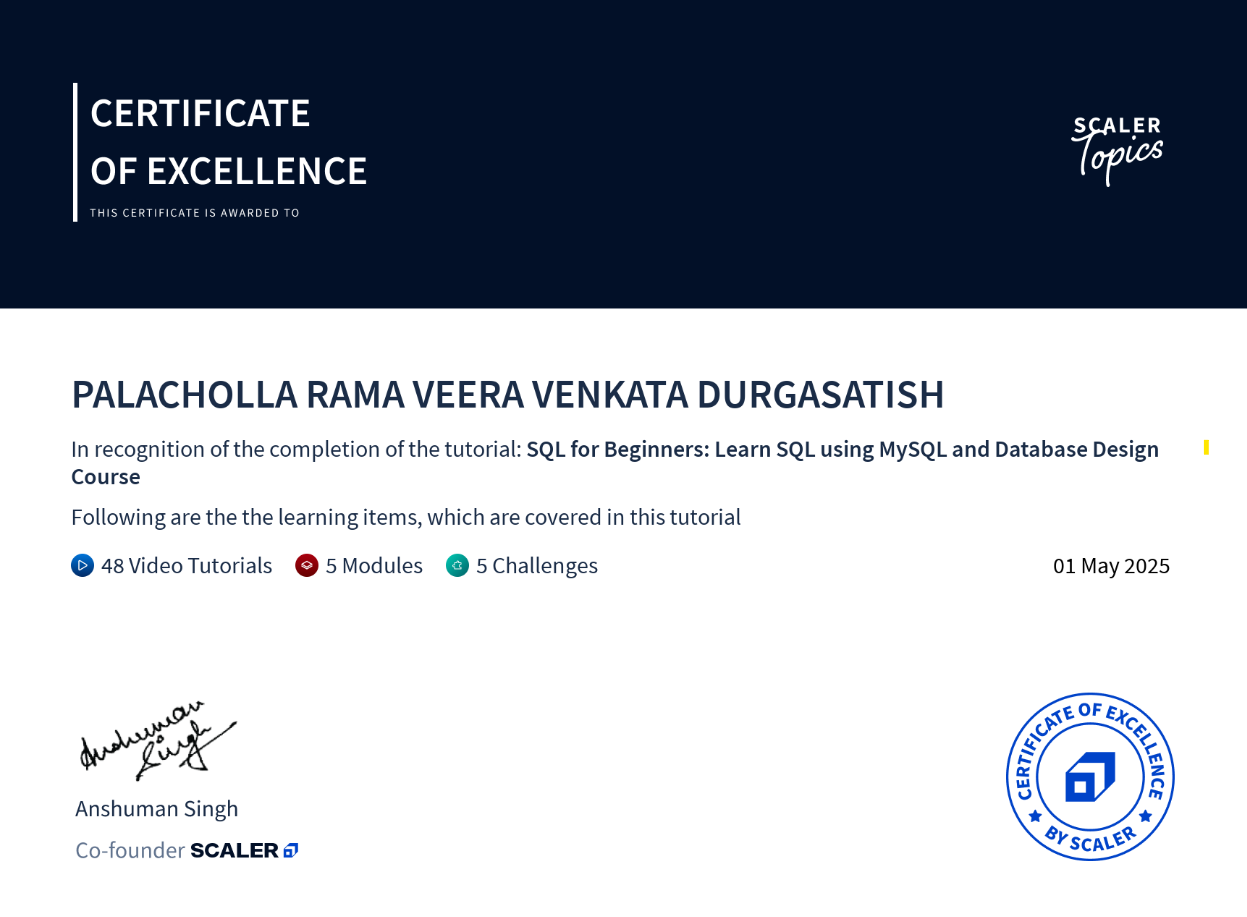 CERTIFICATE
OF EXCELLENCE
THIS CERTIFICATE IS AWARDED TO
SCALER
Topics
PALACHOLLA RAMA VEERA VENKATA DURGASATISH
In recognition of the completion of the tutorial: SQL for Beginners: Learn SQL using MySQL and Database Design
Course
Following are the the learning items, which are covered in this tutorial
48 Video Tutorials 5 Modules 5 Challenges
01 May 2025
Anshuman
Singh
Anshuman Singh
Co-founder SCALER
CERTIFICATE OF EXCELLENCE
BY SCALER